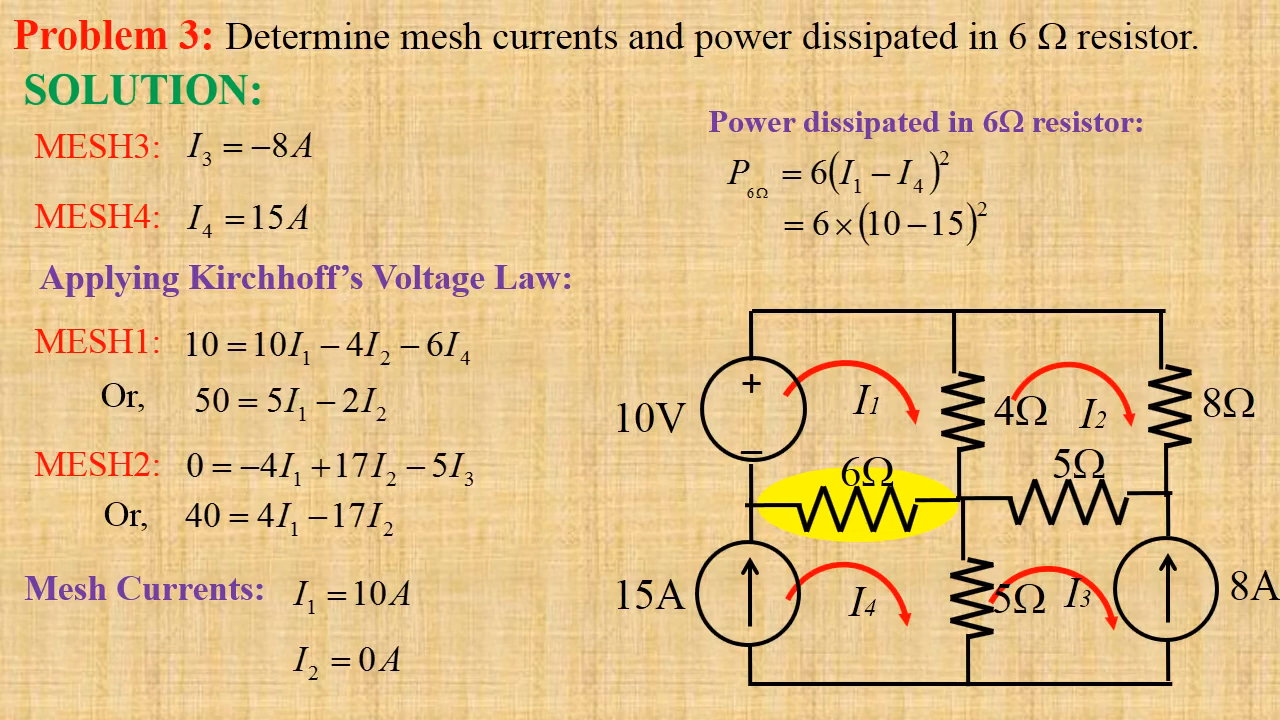 Problem 3: Determine mesh currents and power dissipated in 6 Ω resistor.
SOLUTION:
MESH3: I₃ = −8A
MESH4: I₄ = 15A
Applying Kirchhoff’s Voltage Law:
MESH1: 10 = 10I₁ − 4I₂ − 6I₄
Or, 50 = 5I₁ − 2I₂
MESH2: 0 = −4I₁ + 17I₂ − 5I₃
Or, 40 = 4I₁ − 17I₂
Mesh Currents: I₁ = 10A
I₂ = 0A
Power dissipated in 6Ω resistor:
P₆Ω = 6(I₁ − I₄)²
= 6 × (10 − 15)²
10V
+
−
I₁
4Ω
I₂
8Ω
6Ω
5Ω
15A
I₄
5Ω
I₃
8A